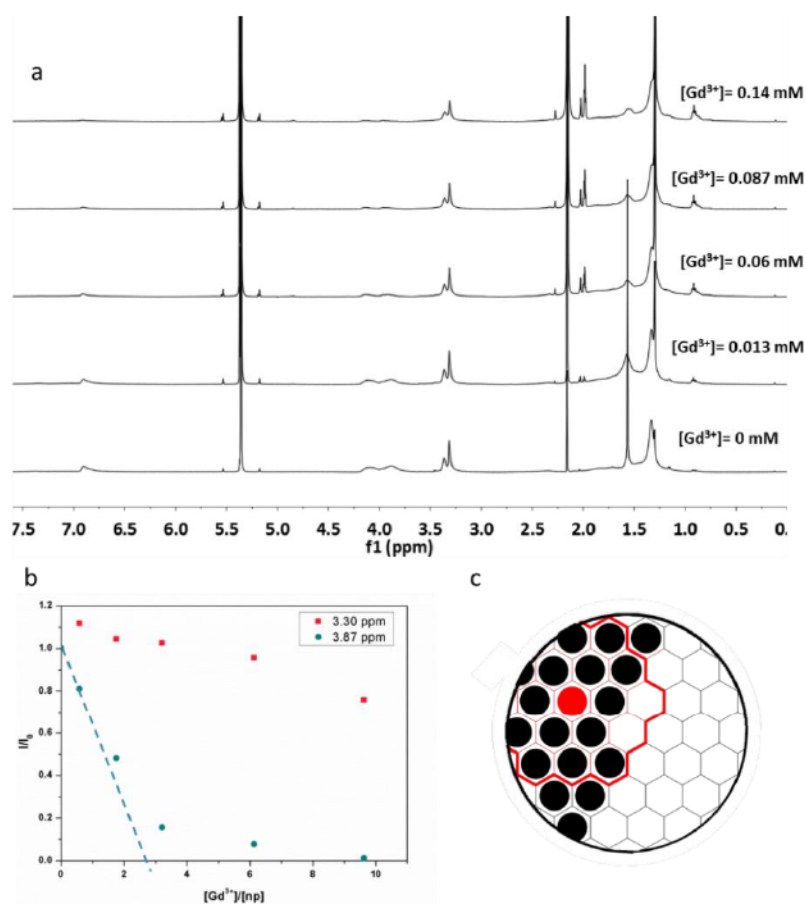 a
[Gd³⁺]= 0.14 mM
[Gd³⁺]= 0.087 mM
[Gd³⁺]= 0.06 mM
[Gd³⁺]= 0.013 mM
[Gd³⁺]= 0 mM
7.5 7.0 6.5 6.0 5.5 5.0 4.5 4.0 3.5 3.0 2.5 2.0 1.5 1.0 0.5 0.0
f1 (ppm)
b
1.2
1.0
0.8
0.6
0.4
0.2
0.0
I/I₀
3.30 ppm
3.87 ppm
0 2 4 6 8 10
[Gd³⁺]/[np]
c